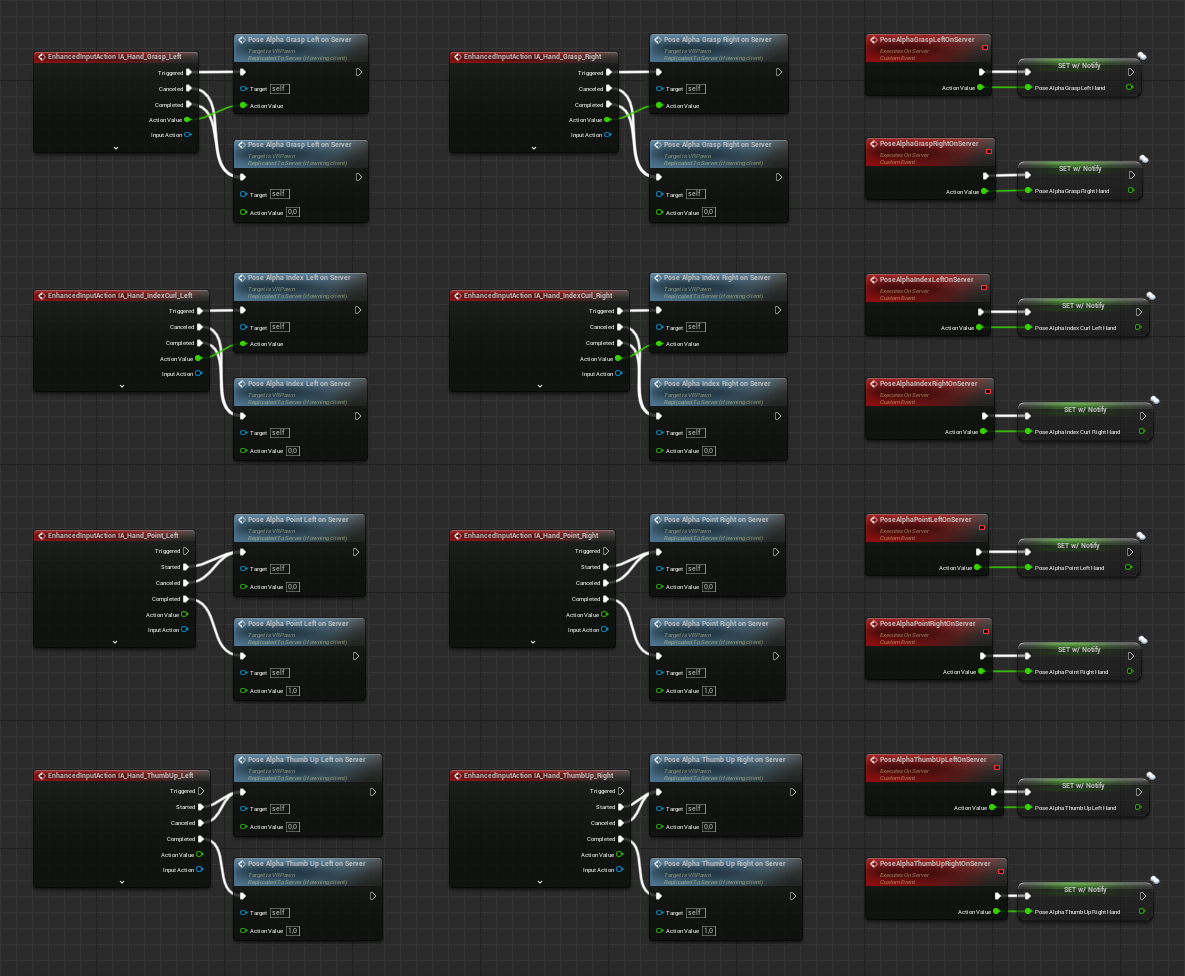 EnhancedInputAction IA_Hand_Grasp_Left
Triggered
Canceled
Completed
Action Value
Input Action
Pose Alpha Grasp Left on Server
Target is VRPawn
Replicated To Server (if owning client)
Target self
Action Value
Pose Alpha Grasp Left on Server
Target is VRPawn
Replicated To Server (if owning client)
Target self
Action Value 0,0
EnhancedInputAction IA_Hand_Grasp_Right
Triggered
Canceled
Completed
Action Value
Input Action
Pose Alpha Grasp Right on Server
Target is VRPawn
Replicated To Server (if owning client)
Target self
Action Value
Pose Alpha Grasp Right on Server
Target is VRPawn
Replicated To Server (if owning client)
Target self
Action Value 0,0
PoseAlphaGraspLeftOnServer
Executes On Server
Custom Event
Action Value
SET w/ Notify
Pose Alpha Grasp Left Hand
PoseAlphaGraspRightOnServer
Executes On Server
Custom Event
Action Value
SET w/ Notify
Pose Alpha Grasp Right Hand
EnhancedInputAction IA_Hand_IndexCurl_Left
Triggered
Canceled
Completed
Action Value
Input Action
Pose Alpha Index Left on Server
Target is VRPawn
Replicated To Server (if owning client)
Target self
Action Value
Pose Alpha Index Left on Server
Target is VRPawn
Replicated To Server (if owning client)
Target self
Action Value 0,0
EnhancedInputAction IA_Hand_IndexCurl_Right
Triggered
Canceled
Completed
Action Value
Input Action
Pose Alpha Index Right on Server
Target is VRPawn
Replicated To Server (if owning client)
Target self
Action Value
Pose Alpha Index Right on Server
Target is VRPawn
Replicated To Server (if owning client)
Target self
Action Value 0,0
PoseAlphaIndexLeftOnServer
Executes On Server
Custom Event
Action Value
SET w/ Notify
Pose Alpha Index Curl Left Hand
PoseAlphaIndexRightOnServer
Executes On Server
Custom Event
Action Value
SET w/ Notify
Pose Alpha Index Curl Right Hand
EnhancedInputAction IA_Hand_Point_Left
Triggered
Started
Canceled
Completed
Action Value
Input Action
Pose Alpha Point Left on Server
Target is VRPawn
Replicated To Server (if owning client)
Target self
Action Value 0,0
Pose Alpha Point Left on Server
Target is VRPawn
Replicated To Server (if owning client)
Target self
Action Value 1,0
EnhancedInputAction IA_Hand_Point_Right
Triggered
Started
Canceled
Completed
Action Value
Input Action
Pose Alpha Point Right on Server
Target is VRPawn
Replicated To Server (if owning client)
Target self
Action Value 0,0
Pose Alpha Point Right on Server
Target is VRPawn
Replicated To Server (if owning client)
Target self
Action Value 1,0
PoseAlphaPointLeftOnServer
Executes On Server
Custom Event
Action Value
SET w/ Notify
Pose Alpha Point Left Hand
PoseAlphaPointRightOnServer
Executes On Server
Custom Event
Action Value
SET w/ Notify
Pose Alpha Point Right Hand
EnhancedInputAction IA_Hand_ThumbUp_Left
Triggered
Started
Canceled
Completed
Action Value
Input Action
Pose Alpha Thumb Up Left on Server
Target is VRPawn
Replicated To Server (if owning client)
Target self
Action Value 0,0
Pose Alpha Thumb Up Left on Server
Target is VRPawn
Replicated To Server (if owning client)
Target self
Action Value 1,0
EnhancedInputAction IA_Hand_ThumbUp_Right
Triggered
Started
Canceled
Completed
Action Value
Input Action
Pose Alpha Thumb Up Right on Server
Target is VRPawn
Replicated To Server (if owning client)
Target self
Action Value 0,0
Pose Alpha Thumb Up Right on Server
Target is VRPawn
Replicated To Server (if owning client)
Target self
Action Value 1,0
PoseAlphaThumbUpLeftOnServer
Executes On Server
Custom Event
Action Value
SET w/ Notify
Pose Alpha Thumb Up Left Hand
PoseAlphaThumbUpRightOnServer
Executes On Server
Custom Event
Action Value
SET w/ Notify
Pose Alpha Thumb Up Right Hand